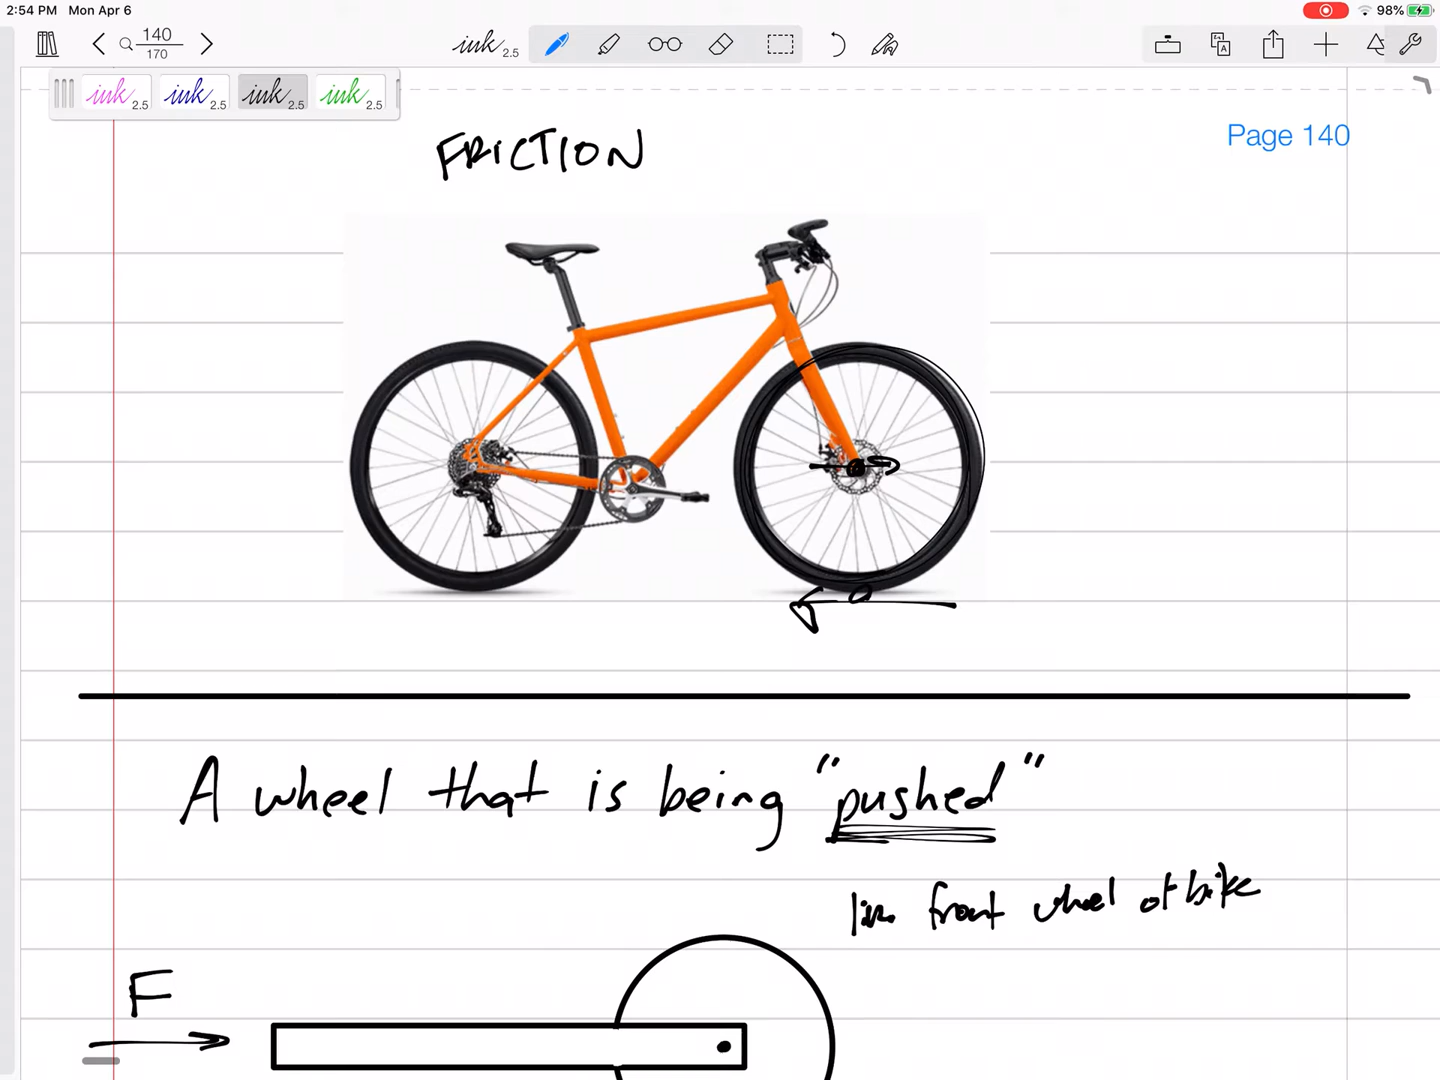 2:54 PM Mon Apr 6
98%
140
170
ink 2.5
ink 2.5 ink 2.5 ink 2.5 ink 2.5
Page 140
FRICTION
A wheel that is being "pushed"
like front wheel of bike
F